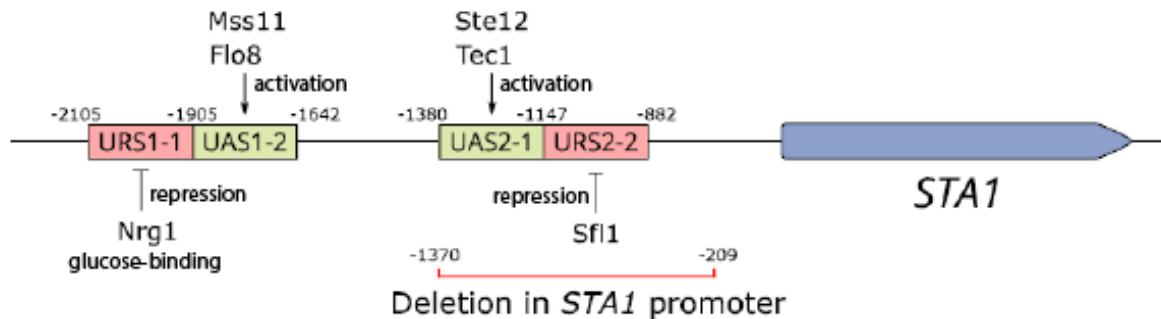 Mss11 Ste12
Flo8 Tec1
activation activation
-2105 -1905 -1642 -1380 -1147 -882
URS1-1 UAS1-2 UAS2-1 URS2-2
repression repression
STA1
Nrg1 Sfl1
glucose-binding
-1370 -209
Deletion in STA1 promoter